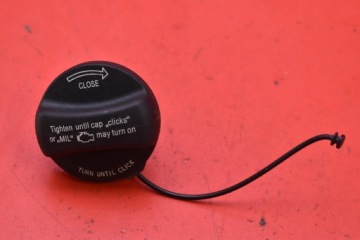 CLOSE
Tighten until cap „clicks"
or „MIL" may turn on
TURN UNTIL CLICK